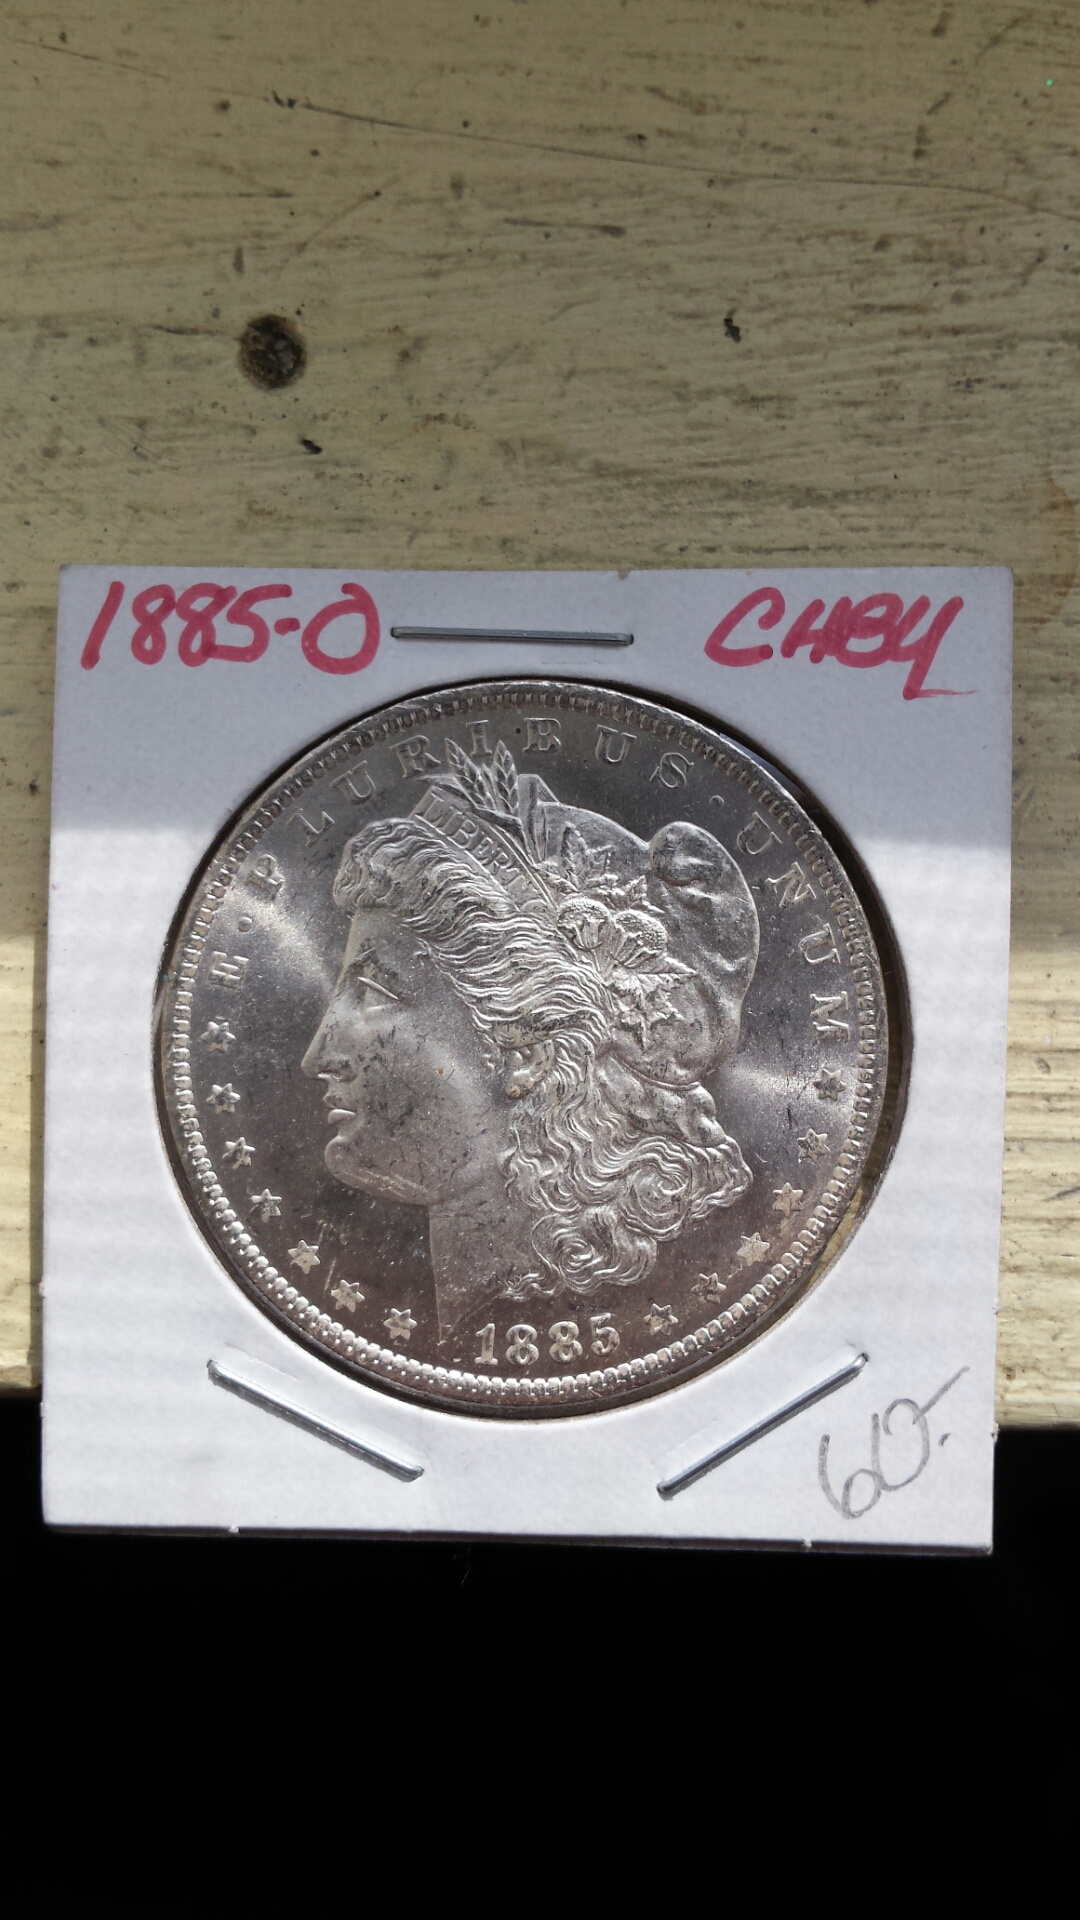 1885-O CHBU
E·PLURIBUS·UNUM
LIBERTY
1885
60.-